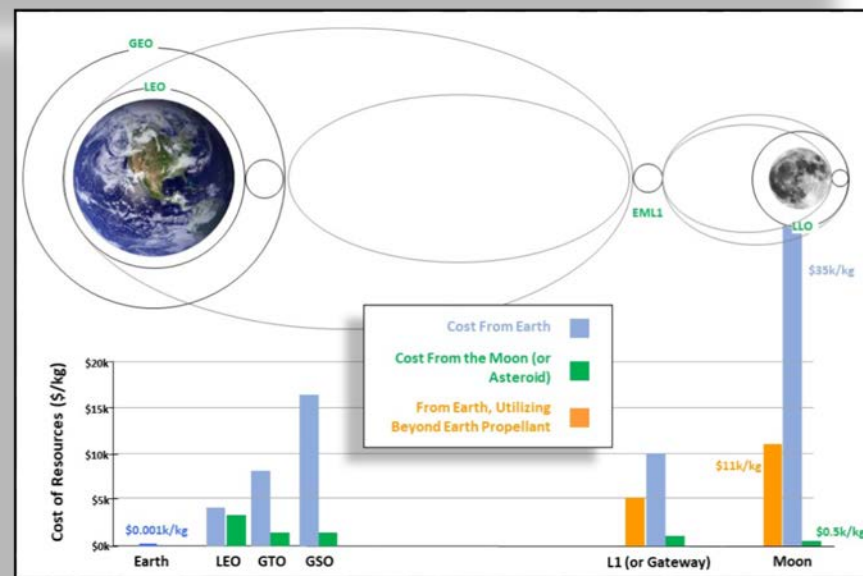 GEO
LEO
EML1
LLO
$35k/kg
Cost From Earth
Cost From the Moon (or
Asteroid)
From Earth, Utilizing
Beyond Earth Propellant
Cost of Resources ($/kg)
$20k
$15k
$10k
$5k
$0k
$0.001k/kg
$11k/kg
$0.5k/kg
Earth
LEO
GTO
GSO
L1 (or Gateway)
Moon